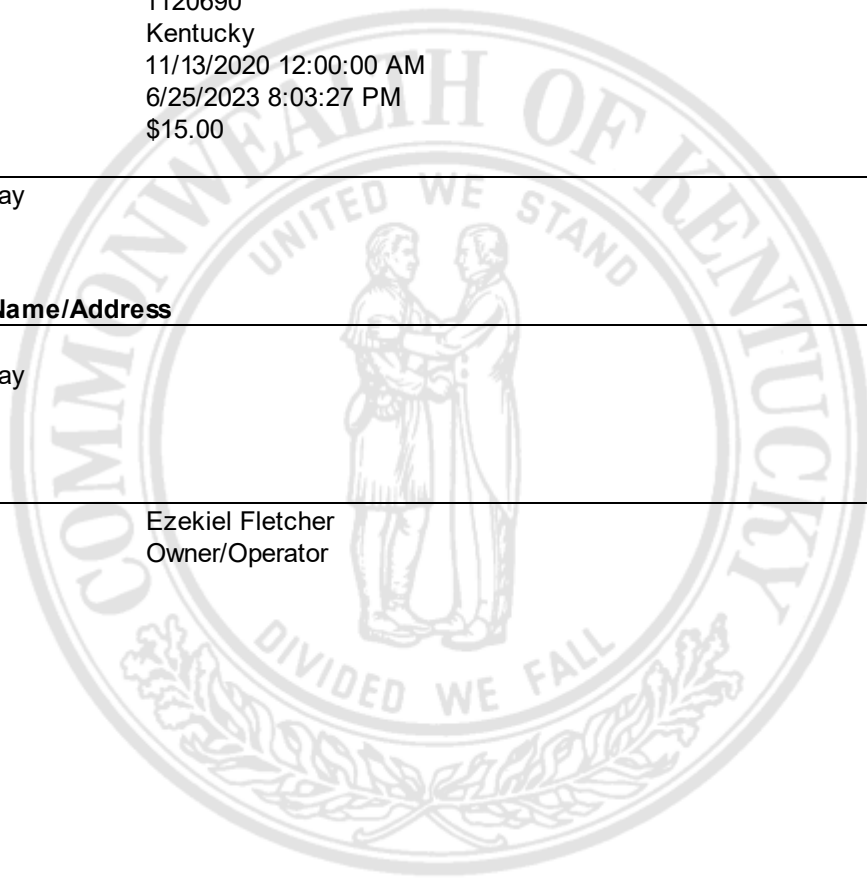 1120690
Kentucky
11/13/2020 12:00:00 AM
6/25/2023 8:03:27 PM
$15.00
ay
Name/Address
ay
Ezekiel Fletcher
Owner/Operator
COMMONWEALTH OF KENTUCKY
UNITED WE STAND
DIVIDED WE FALL